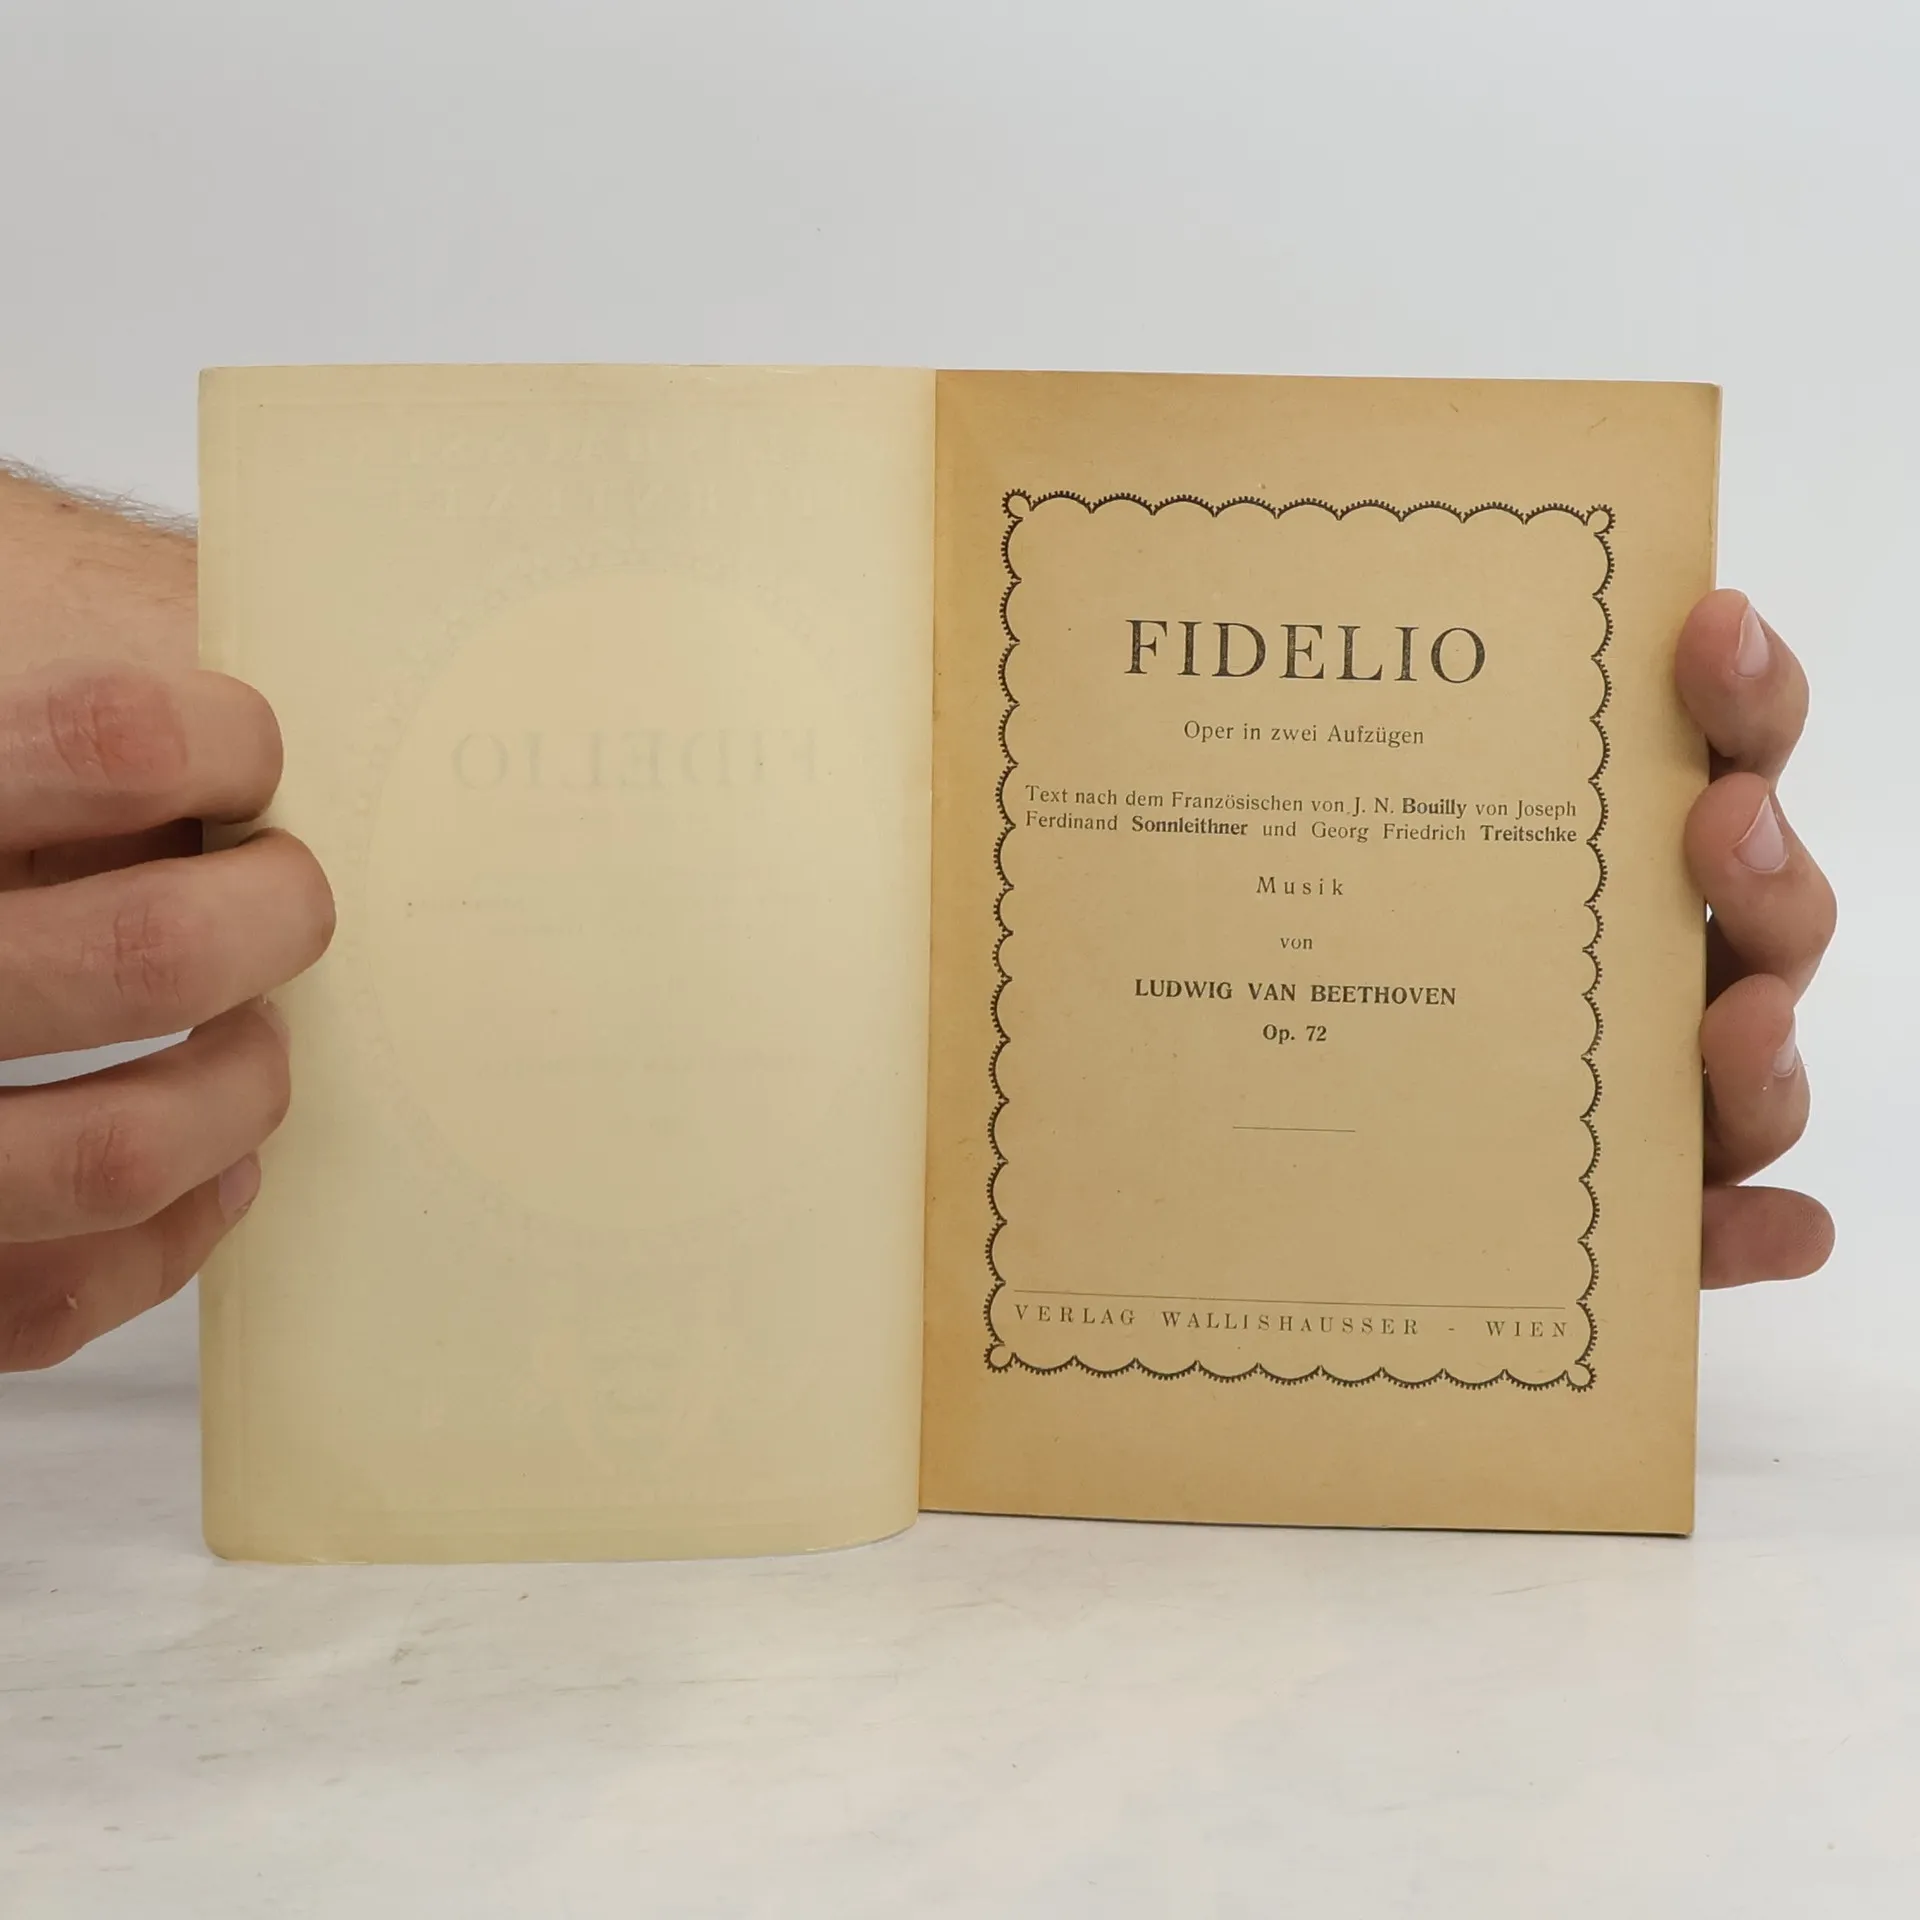 FIDELIO
Oper in zwei Aufzügen
Text nach dem Französischen von J. N. Bouilly von Joseph
Ferdinand Sonnleithner und Georg Friedrich Treitschke
Musik
von
LUDWIG VAN BEETHOVEN
Op. 72
VERLAG WALLISHAUSSER - WIEN